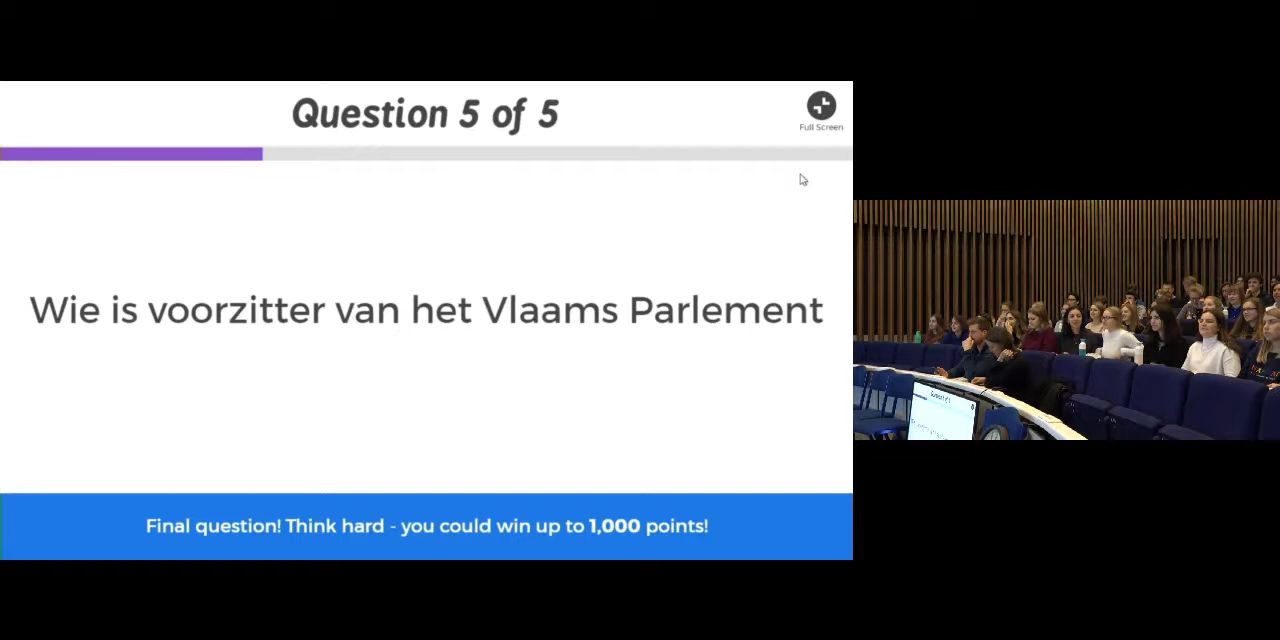 Question 5 of 5
Full Screen
Wie is voorzitter van het Vlaams Parlement
Final question! Think hard - you could win up to 1,000 points!